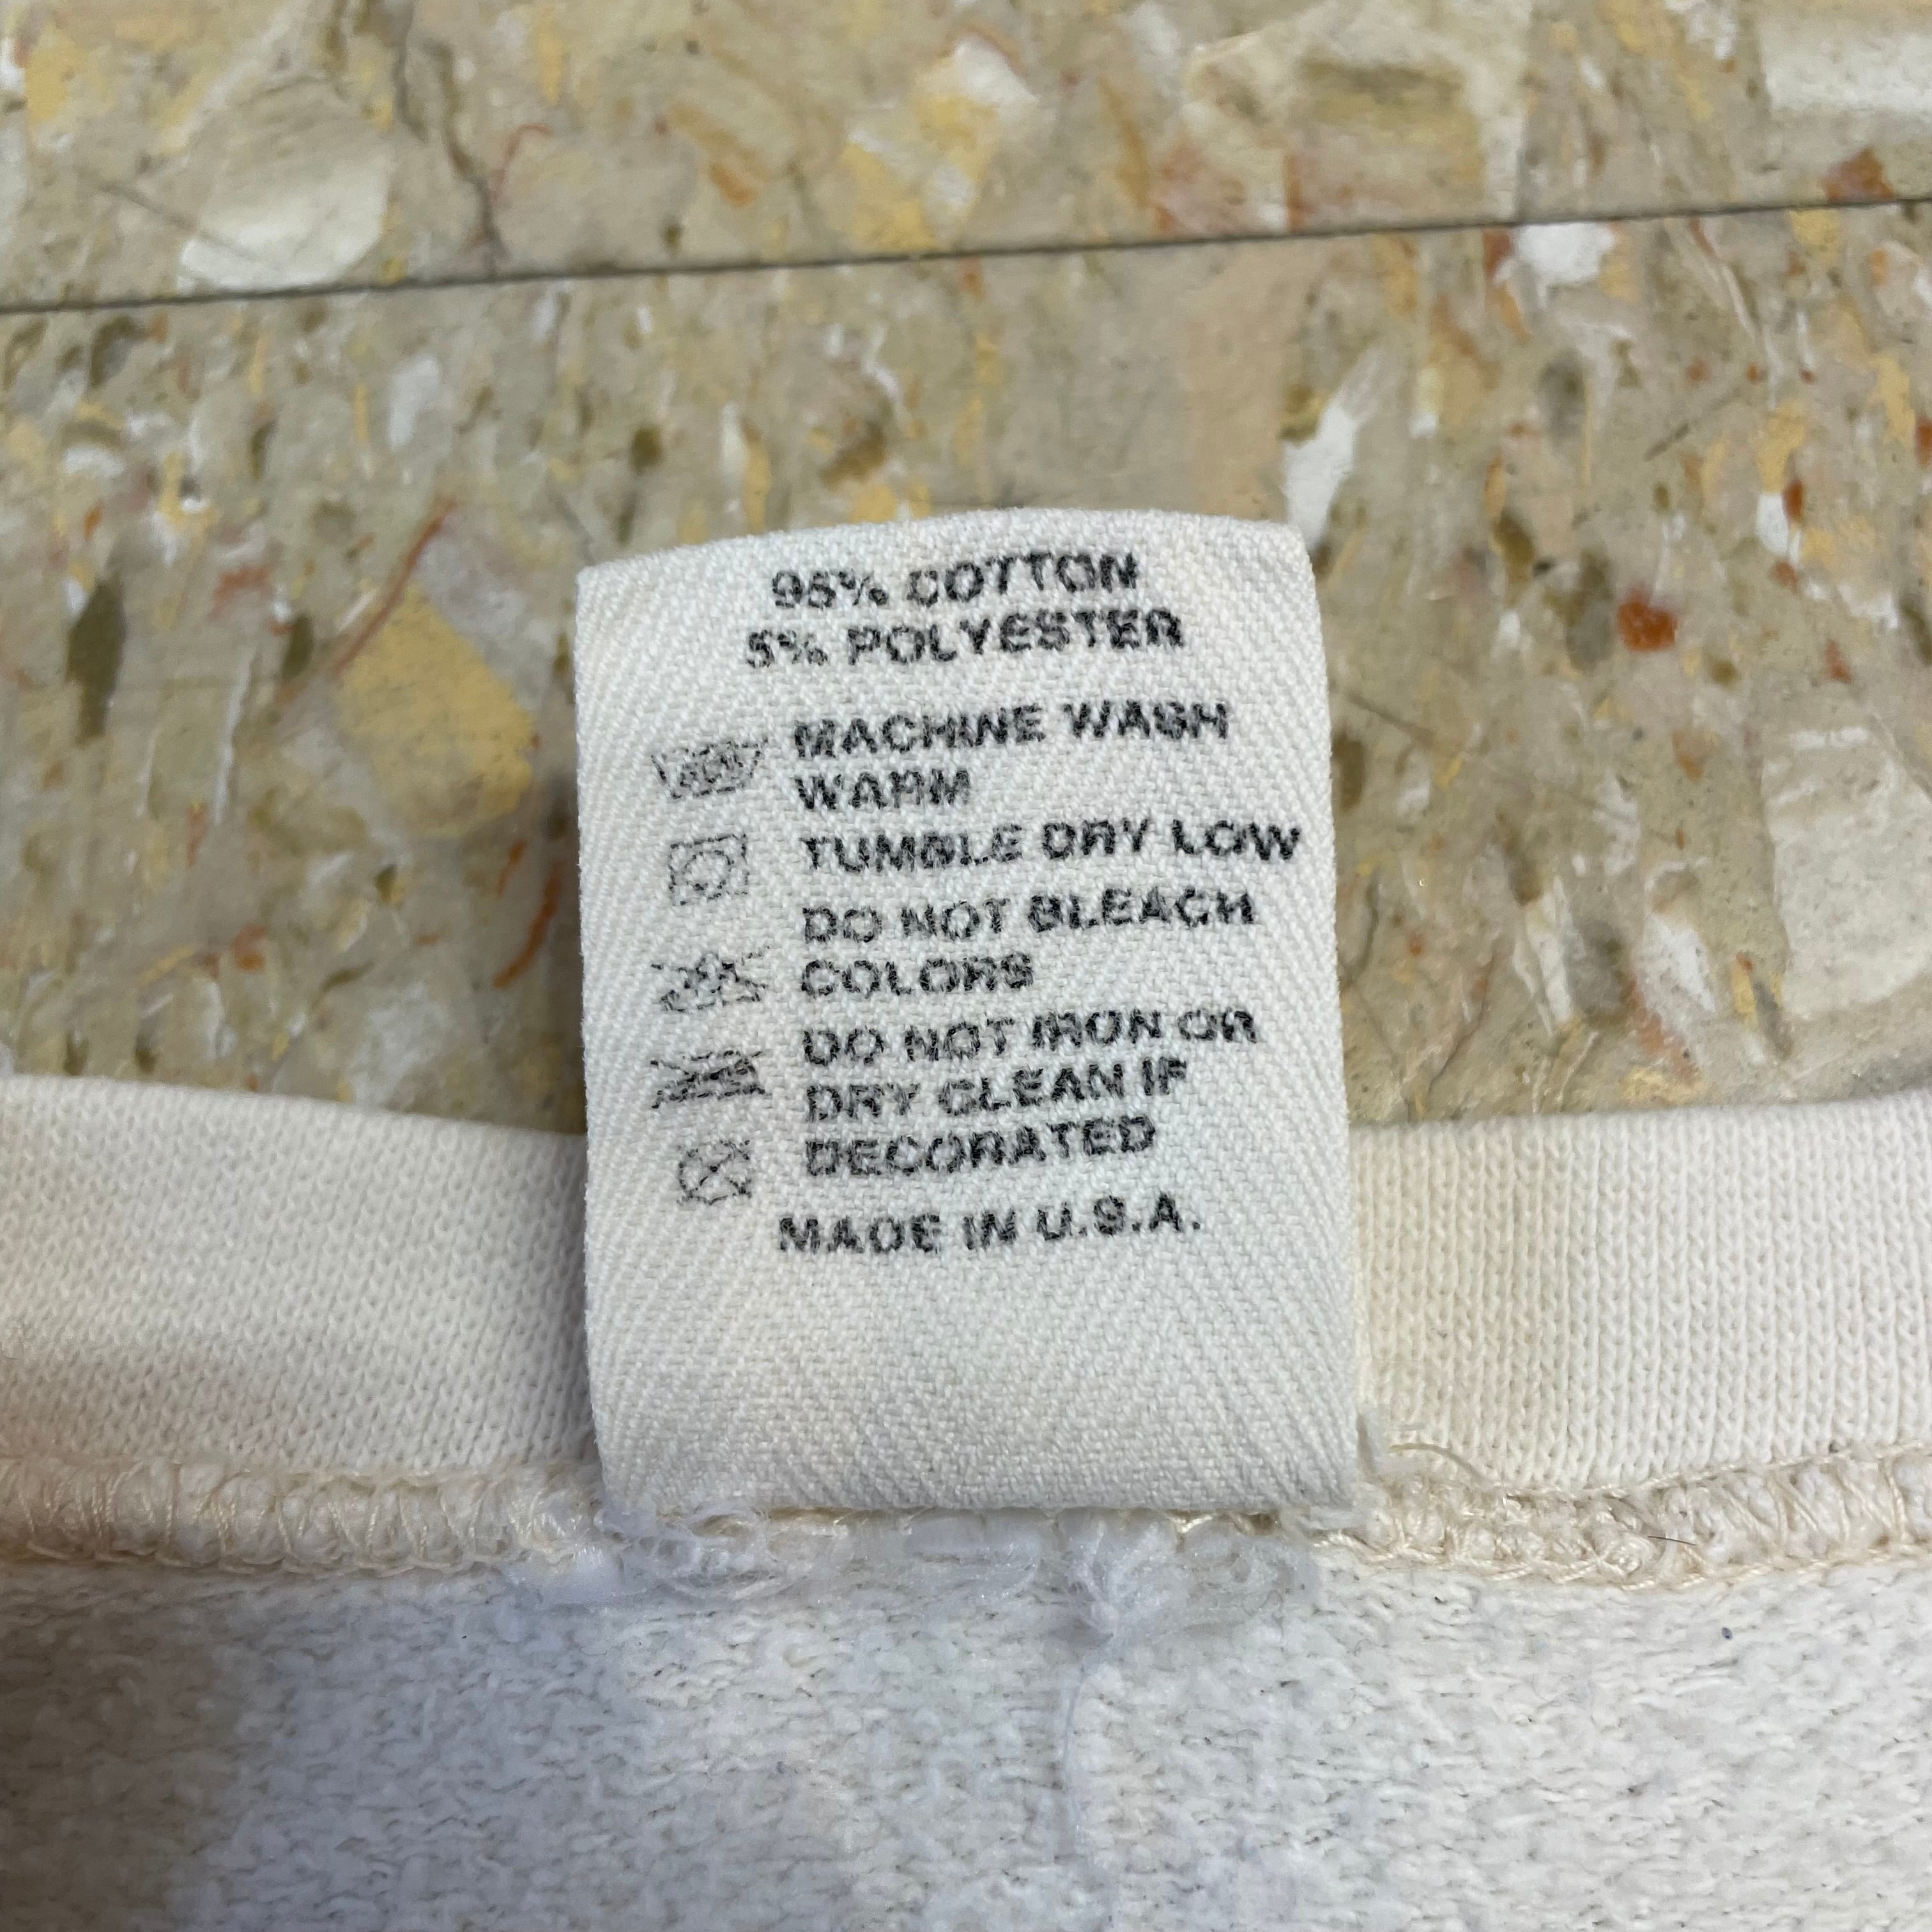 95% COTTON
5% POLYESTER
MACHINE WASH
WARM
TUMBLE DRY LOW
DO NOT BLEACH
COLORS
DO NOT IRON OR
DRY CLEAN IF
DECORATED
MADE IN U.S.A.